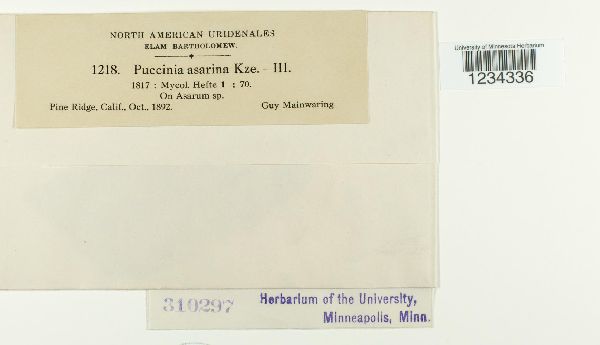 NORTH AMERICAN URIDENALES
ELAM BARTHOLOMEW.
1218. Puccinia asarina Kze. - III.
1817 : Mycol. Hefte 1 : 70.
On Asarum sp.
Pine Ridge, Calif., Oct., 1892. Guy Mainwaring
University of Minnesota Herbarium
1234336
310297 Herbarium of the University,
Minneapolis, Minn.